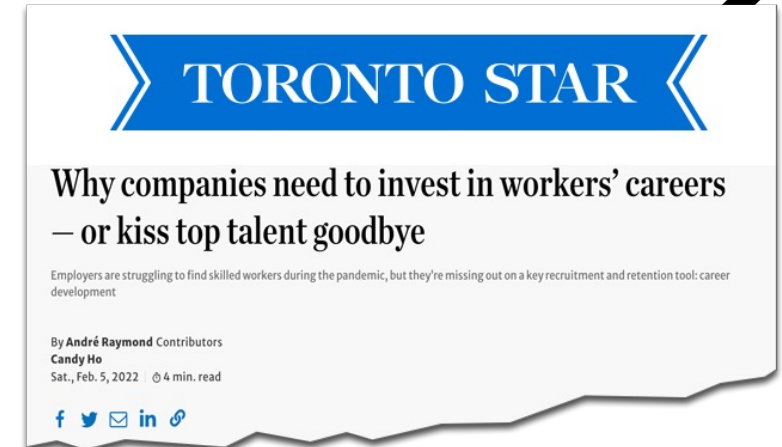 TORONTO STAR
Why companies need to invest in workers’ careers
– or kiss top talent goodbye
Employers are struggling to find skilled workers during the pandemic, but they’re missing out on a key recruitment and retention tool: career
development
By André Raymond Contributors
Candy Ho
Sat., Feb. 5, 2022 4 min. read